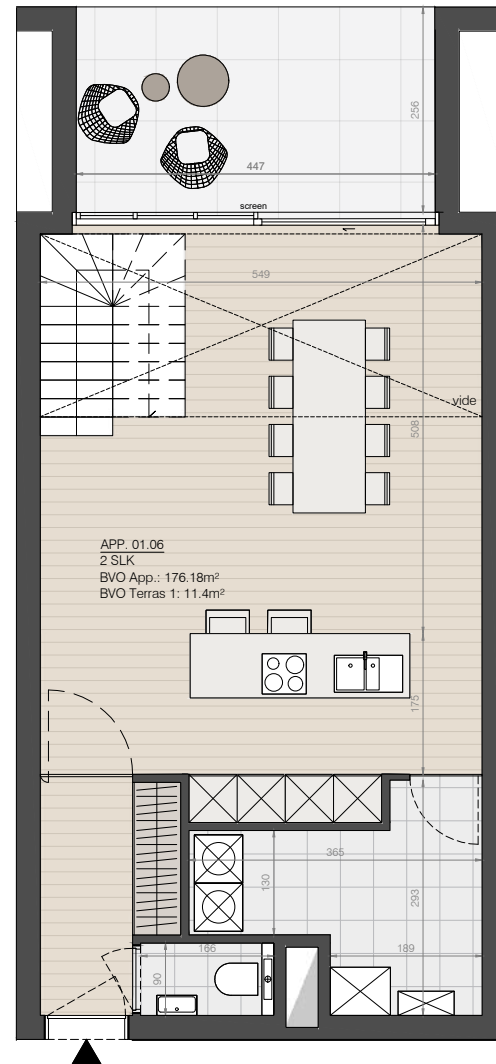 256
447
screen
549
vide
508
APP. 01.06
2 SLK
BVO App.: 176.18m²
BVO Terras 1: 11.4m²
175
365
130
293
166
189
90